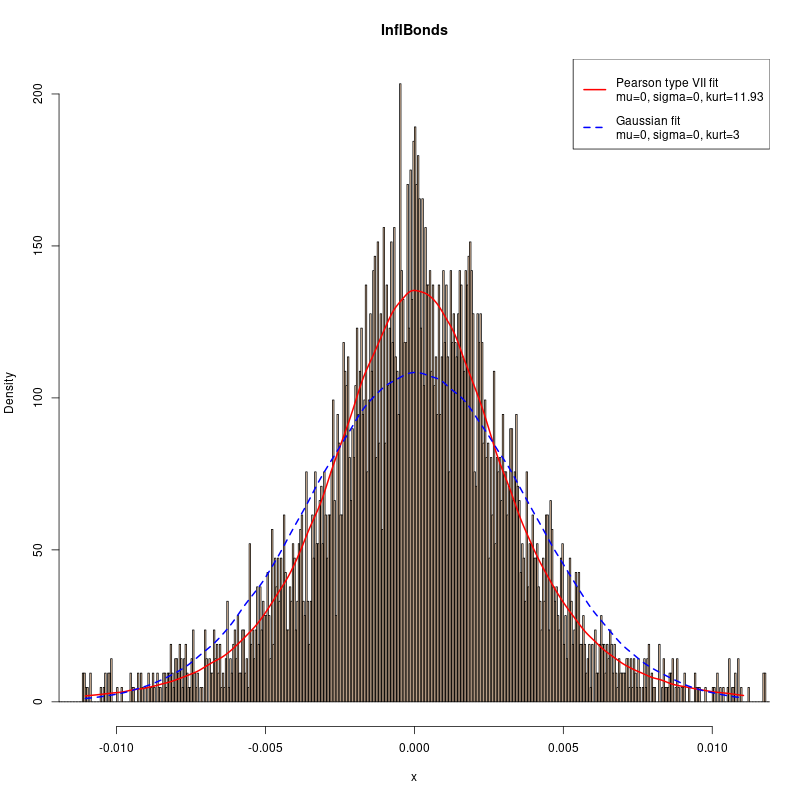 InflBonds
Pearson type VII fit
mu=0, sigma=0, kurt=11.93
Gaussian fit
mu=0, sigma=0, kurt=3
Density
200
150
100
50
0
-0.010
-0.005
0.000
0.005
0.010
x